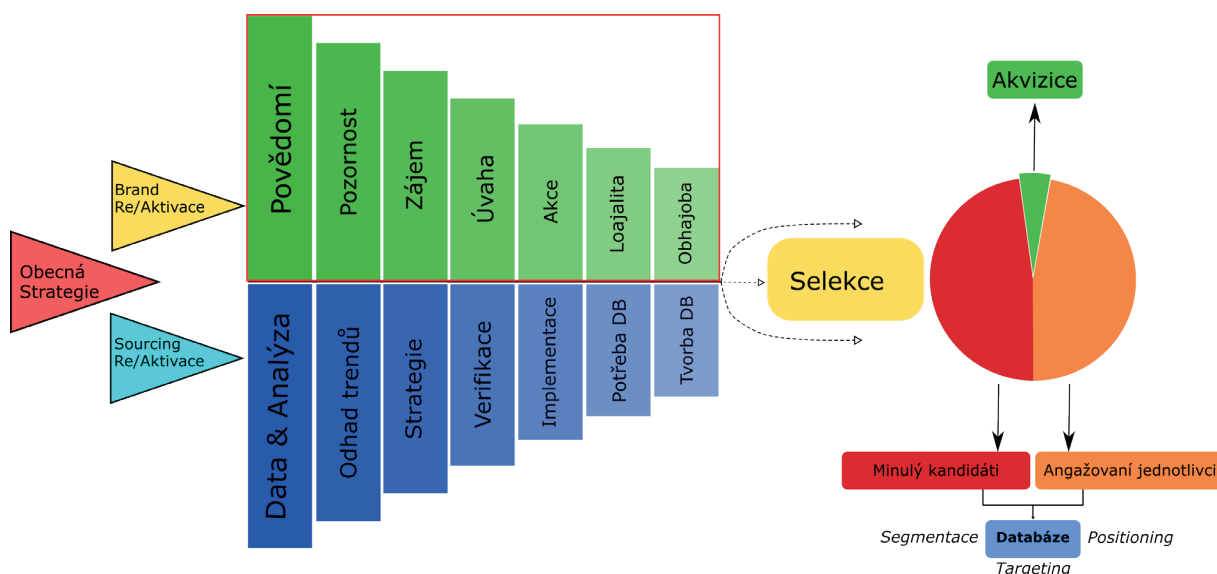 Obecná
Strategie
Brand
Re/Aktivace
Sourcing
Re/Aktivace
Povědomí
Pozornost
Zájem
Úvaha
Akce
Loajalita
Obhajoba
Data & Analýza
Odhad trendů
Strategie
Verifikace
Implementace
Potřeba DB
Tvorba DB
Selekce
Akvizice
Minulý kandidáti
Angažovaní jednotlivci
Segmentace
Databáze
Positioning
Targeting